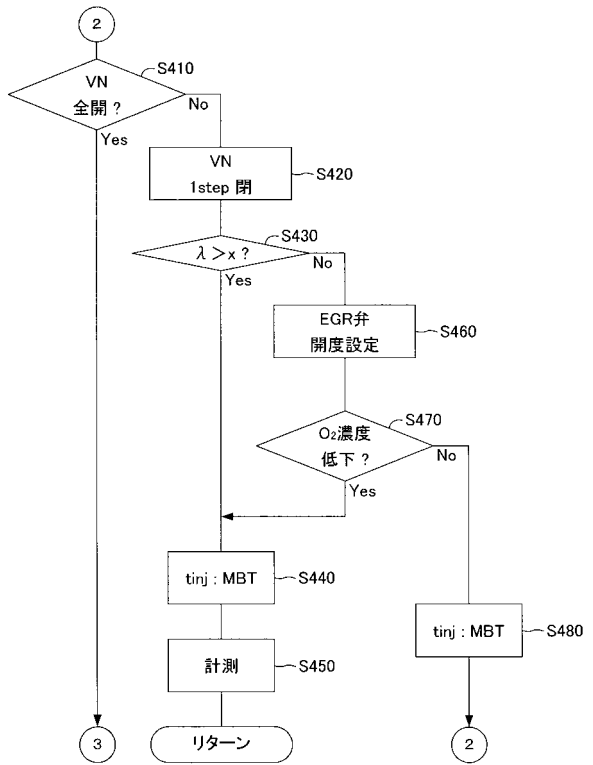 2
S410
VN
全開？
No
Yes
VN
1step 閉
S420
S430
λ＞x？
No
Yes
EGR弁
開度設定
S460
S470
O₂濃度
低下？
No
Yes
tinj : MBT
S440
tinj : MBT
S480
計測
S450
3
リターン
2